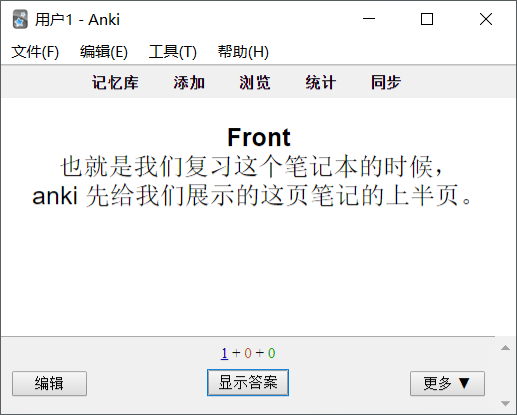 用户1 - Anki
文件(F) 编辑(E) 工具(T) 帮助(H)
记忆库 添加 浏览 统计 同步
Front
也就是我们复习这个笔记本的时候，
anki 先给我们展示的这页笔记的上半页。
1 + 0 + 0
编辑 显示答案 更多 ▼